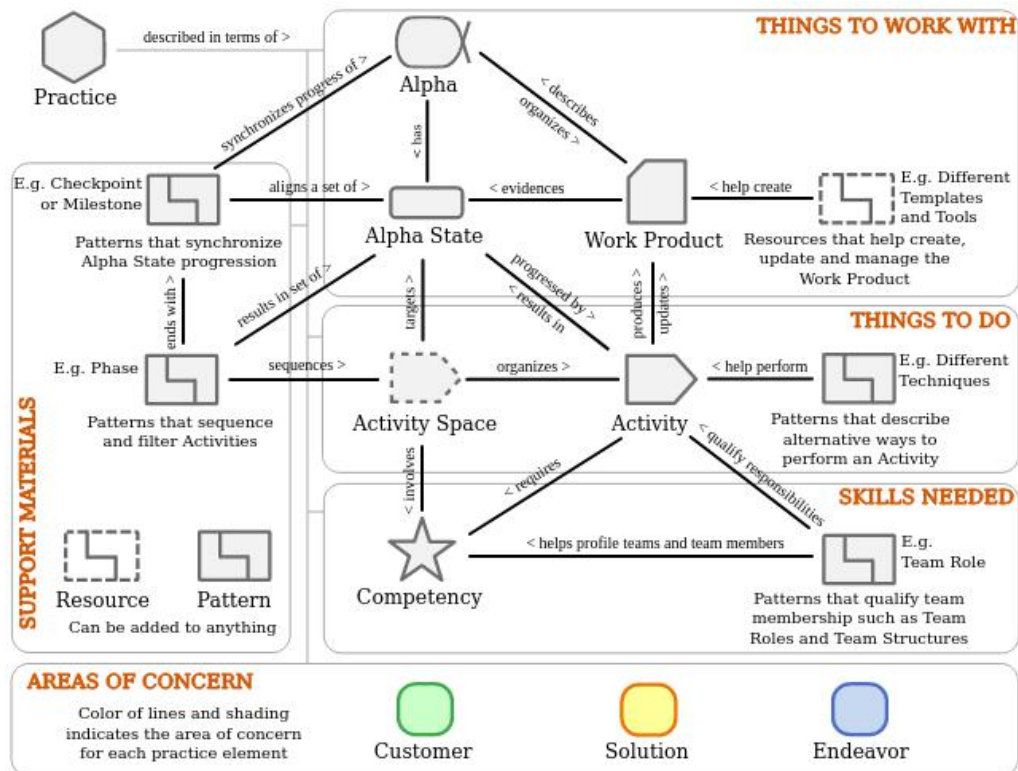 THINGS TO WORK WITH
described in terms of >
Practice
Alpha
synchronizes progress of >
< has
< describes
organizes >
E.g. Checkpoint
or Milestone
aligns a set of >
< evidences
< help create
E.g. Different
Templates
and Tools
Patterns that synchronize
Alpha State progression
Alpha State
Work Product
Resources that help create,
update and manage the
Work Product
ends with >
results in set of >
targets >
progressed by >
< results in
produces >
updates >
THINGS TO DO
E.g. Phase
sequences >
organizes >
< help perform
E.g. Different
Techniques
Patterns that sequence
and filter Activities
Activity Space
Activity
Patterns that describe
alternative ways to
perform an Activity
SUPPORT MATERIALS
< involves
< requires
< qualify responsibilities
SKILLS NEEDED
< helps profile teams and team members
E.g.
Team Role
Resource
Pattern
Can be added to anything
Competency
Patterns that qualify team
membership such as Team
Roles and Team Structures
AREAS OF CONCERN
Color of lines and shading
indicates the area of concern
for each practice element
Customer
Solution
Endeavor